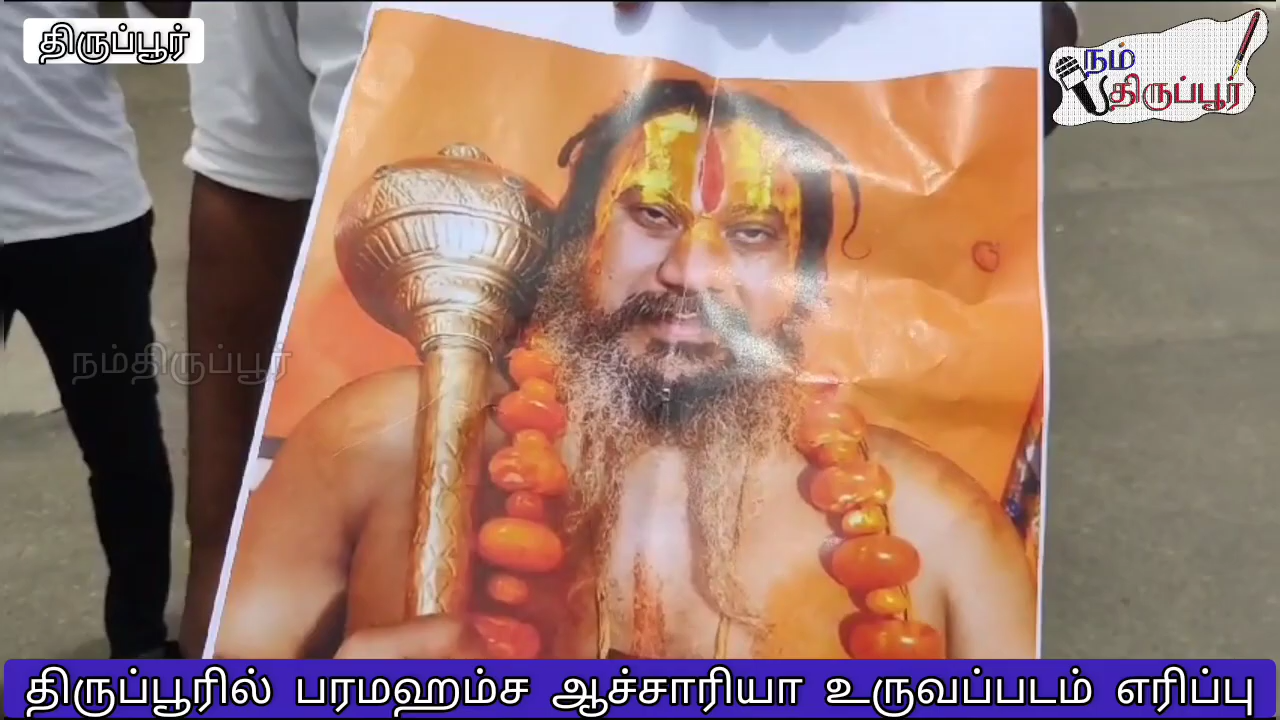 திருப்பூர்
நம்
திருப்பூர்
நம்திருப்பூர்
திருப்பூரில் பரமஹம்ச ஆச்சாரியா உருவப்படம் எரிப்பு